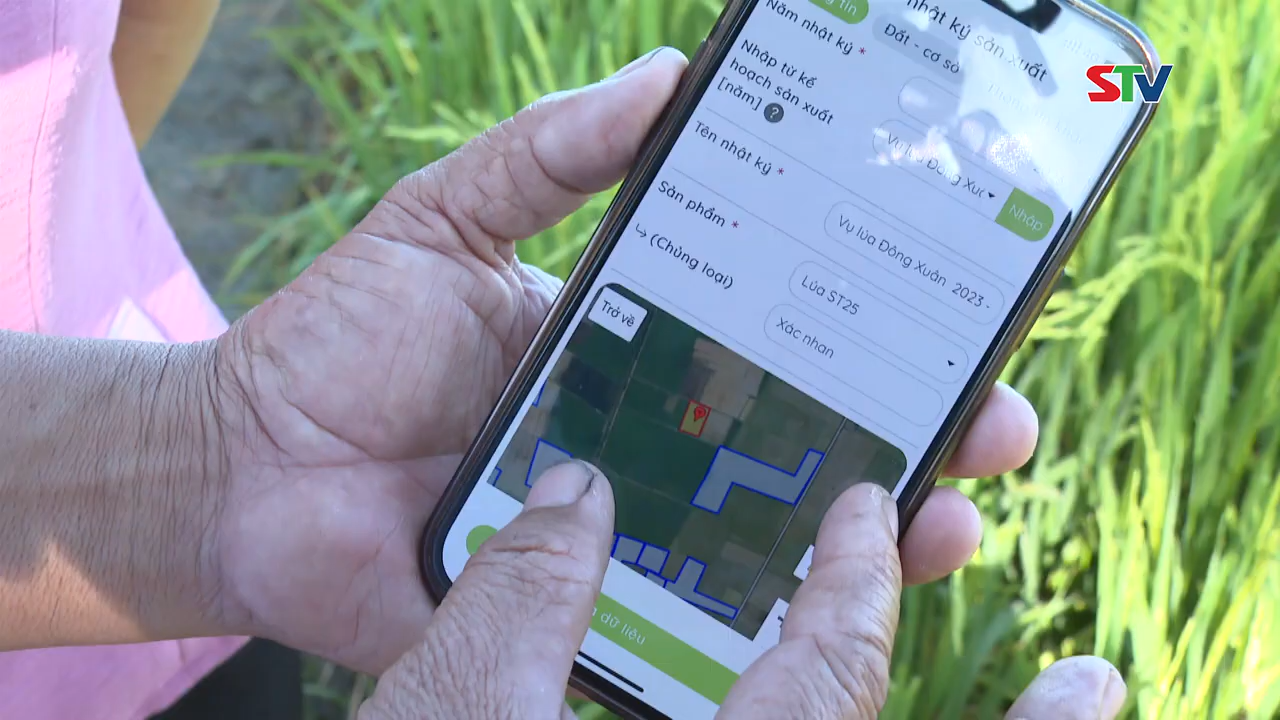 STV
nhật ký sản xuất
Đất - cơ sở
Năm nhật ký *
Nhập từ kế
hoạch sản xuất
[năm] ?
Vụ lúa Đông Xuâ
Nhập
Tên nhật ký *
Vụ lúa Đông Xuân 2023 -
Sản phẩm *
Lúa ST25
↳ (Chủng loại)
Xác nhan
Trở về
dữ liệu